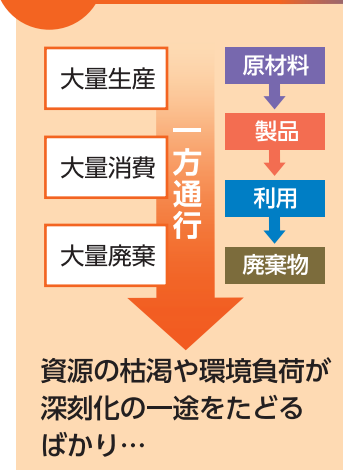 大量生産
大量消費
大量廃棄
一方通行
原材料
製品
利用
廃棄物
資源の枯渇や環境負荷が
深刻化の一途をたどる
ばかり…